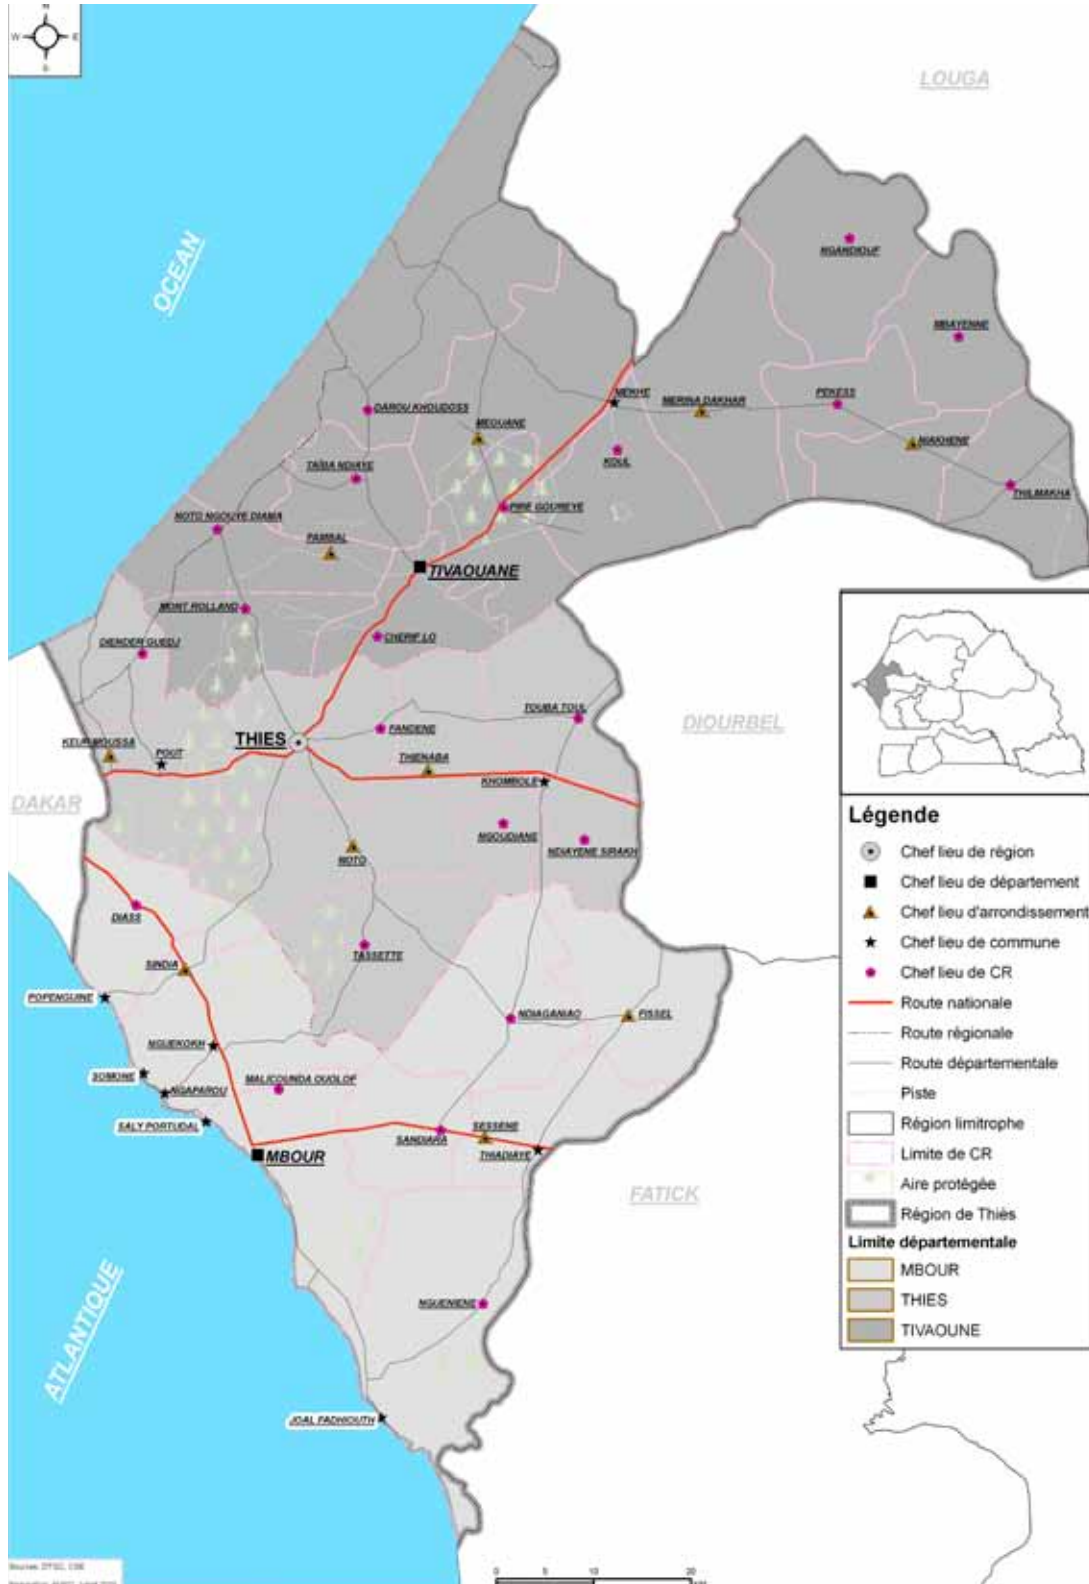 N
W E
S
LOUGA
OCEAN
NGANDIOUF
MBAYENNE
MEKHE
MERINA DAKHAR
PEKESS
DAROU KHOUDOSS
MEOUANE
NIAKHENE
KOUL
TAÏBA NDIAYE
THILMAKHA
PIRE GOUREYE
NOTO NGOUYE DIAMA
PAMBAL
TIVAOUANE
MONT ROLLAND
CHERIF LO
DIENDER GUEDJ
TOUBA TOUL
DIOURBEL
FANDENE
THIES
KEUR MOUSSA
POUT
THIENABA
KHOMBOLE
DAKAR
NGOUDIANE
NDIAYENE SIRAKH
NOTO
DIASS
TASSETTE
SINDIA
POPENGUINE
NDIAGANIAO
FISSEL
NGUEKOKH
SOMONE
MALICOUNDA OUOLOF
NGAPAROU
SALY PORTUDAL
SANDIARA
SESSENE
THIADIAYE
MBOUR
FATICK
ATLANTIQUE
NGUENIENE
JOAL FADHIOUTH
Légende
Chef lieu de région
Chef lieu de département
Chef lieu d'arrondissement
Chef lieu de commune
Chef lieu de CR
Route nationale
Route régionale
Route départementale
Piste
Région limitrophe
Limite de CR
Aire protégée
Région de Thiès
Limite départementale
MBOUR
THIES
TIVAOUNE
0 10 20